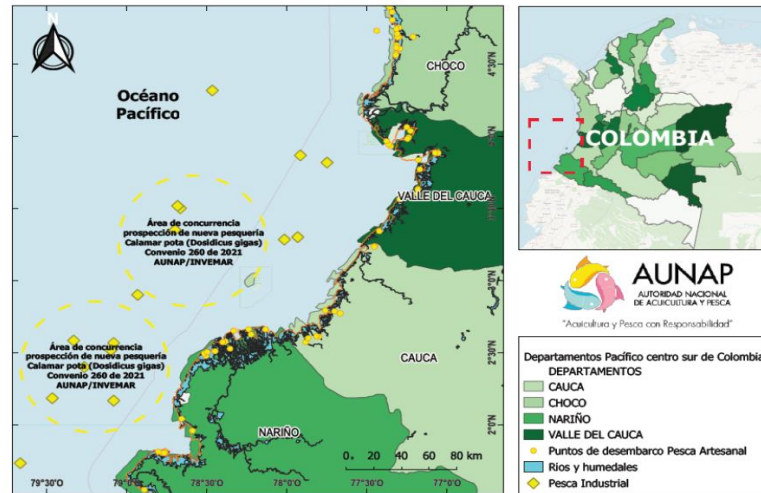 CHOCO
Océano
Pacífico
VALLE DEL CAUCA
Área de concurrencia
prospección de nueva pesquería
Calamar pota (Dosidicus gigas)
Convenio 260 de 2021
AUNAP/INVEMAR
Área de concurrencia
prospección de nueva pesquería
Calamar pota (Dosidicus gigas)
Convenio 260 de 2021
AUNAP/INVEMAR
CAUCA
NARIÑO
0 20 40 60 80 km
4°30'N
3°0'N
2°30'N
2°0'N
79°30'O 79°0'O 78°30'O 78°0'O 77°30'O 77°0'O
COLOMBIA
AUNAP
AUTORIDAD NACIONAL
DE ACUICULTURA Y PESCA
"Acuicultura y Pesca con Responsabilidad"
Departamentos Pacífico centro sur de Colombia
DEPARTAMENTOS
CAUCA
CHOCO
NARIÑO
VALLE DEL CAUCA
Puntos de desembarco Pesca Artesanal
Ríos y humedales
Pesca Industrial